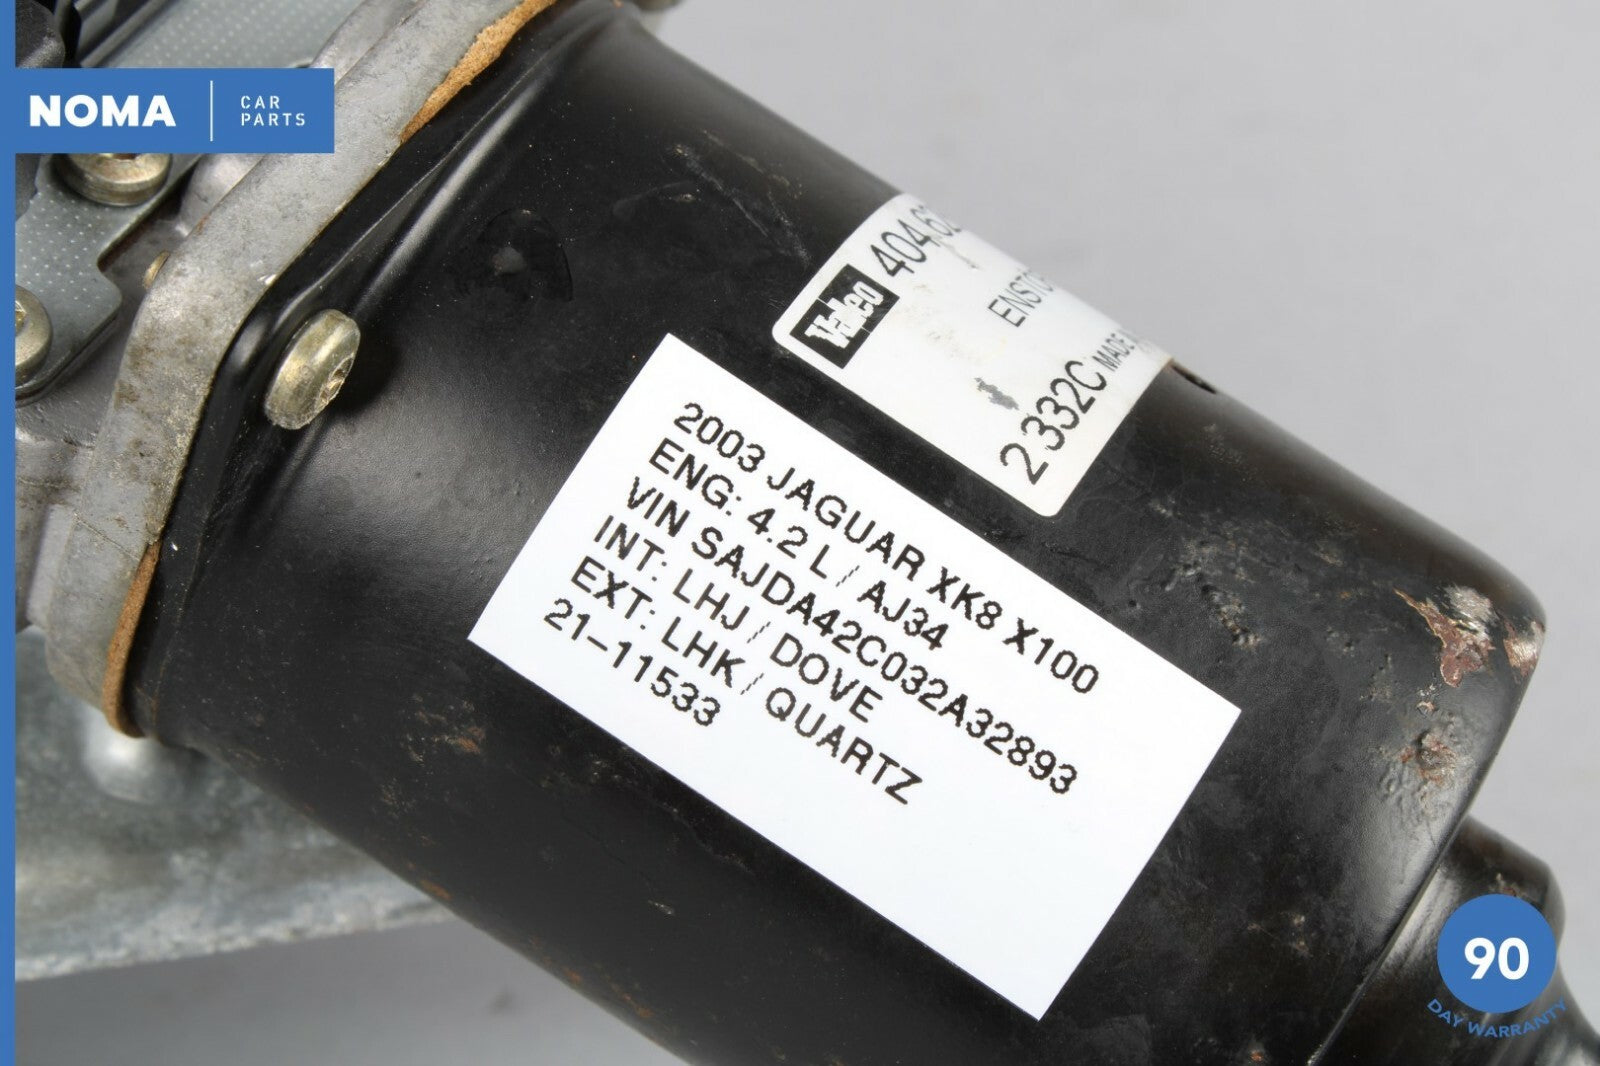 NOMA
CAR
PARTS
Valeo 404.
2332C MADE
2003 JAGUAR XK8 X100
ENG: 4.2 L / AJ34
VIN SAJDA42C032A32893
INT: LHJ / DOVE
EXT: LHK / QUARTZ
21-11533
90
DAY WARRANTY